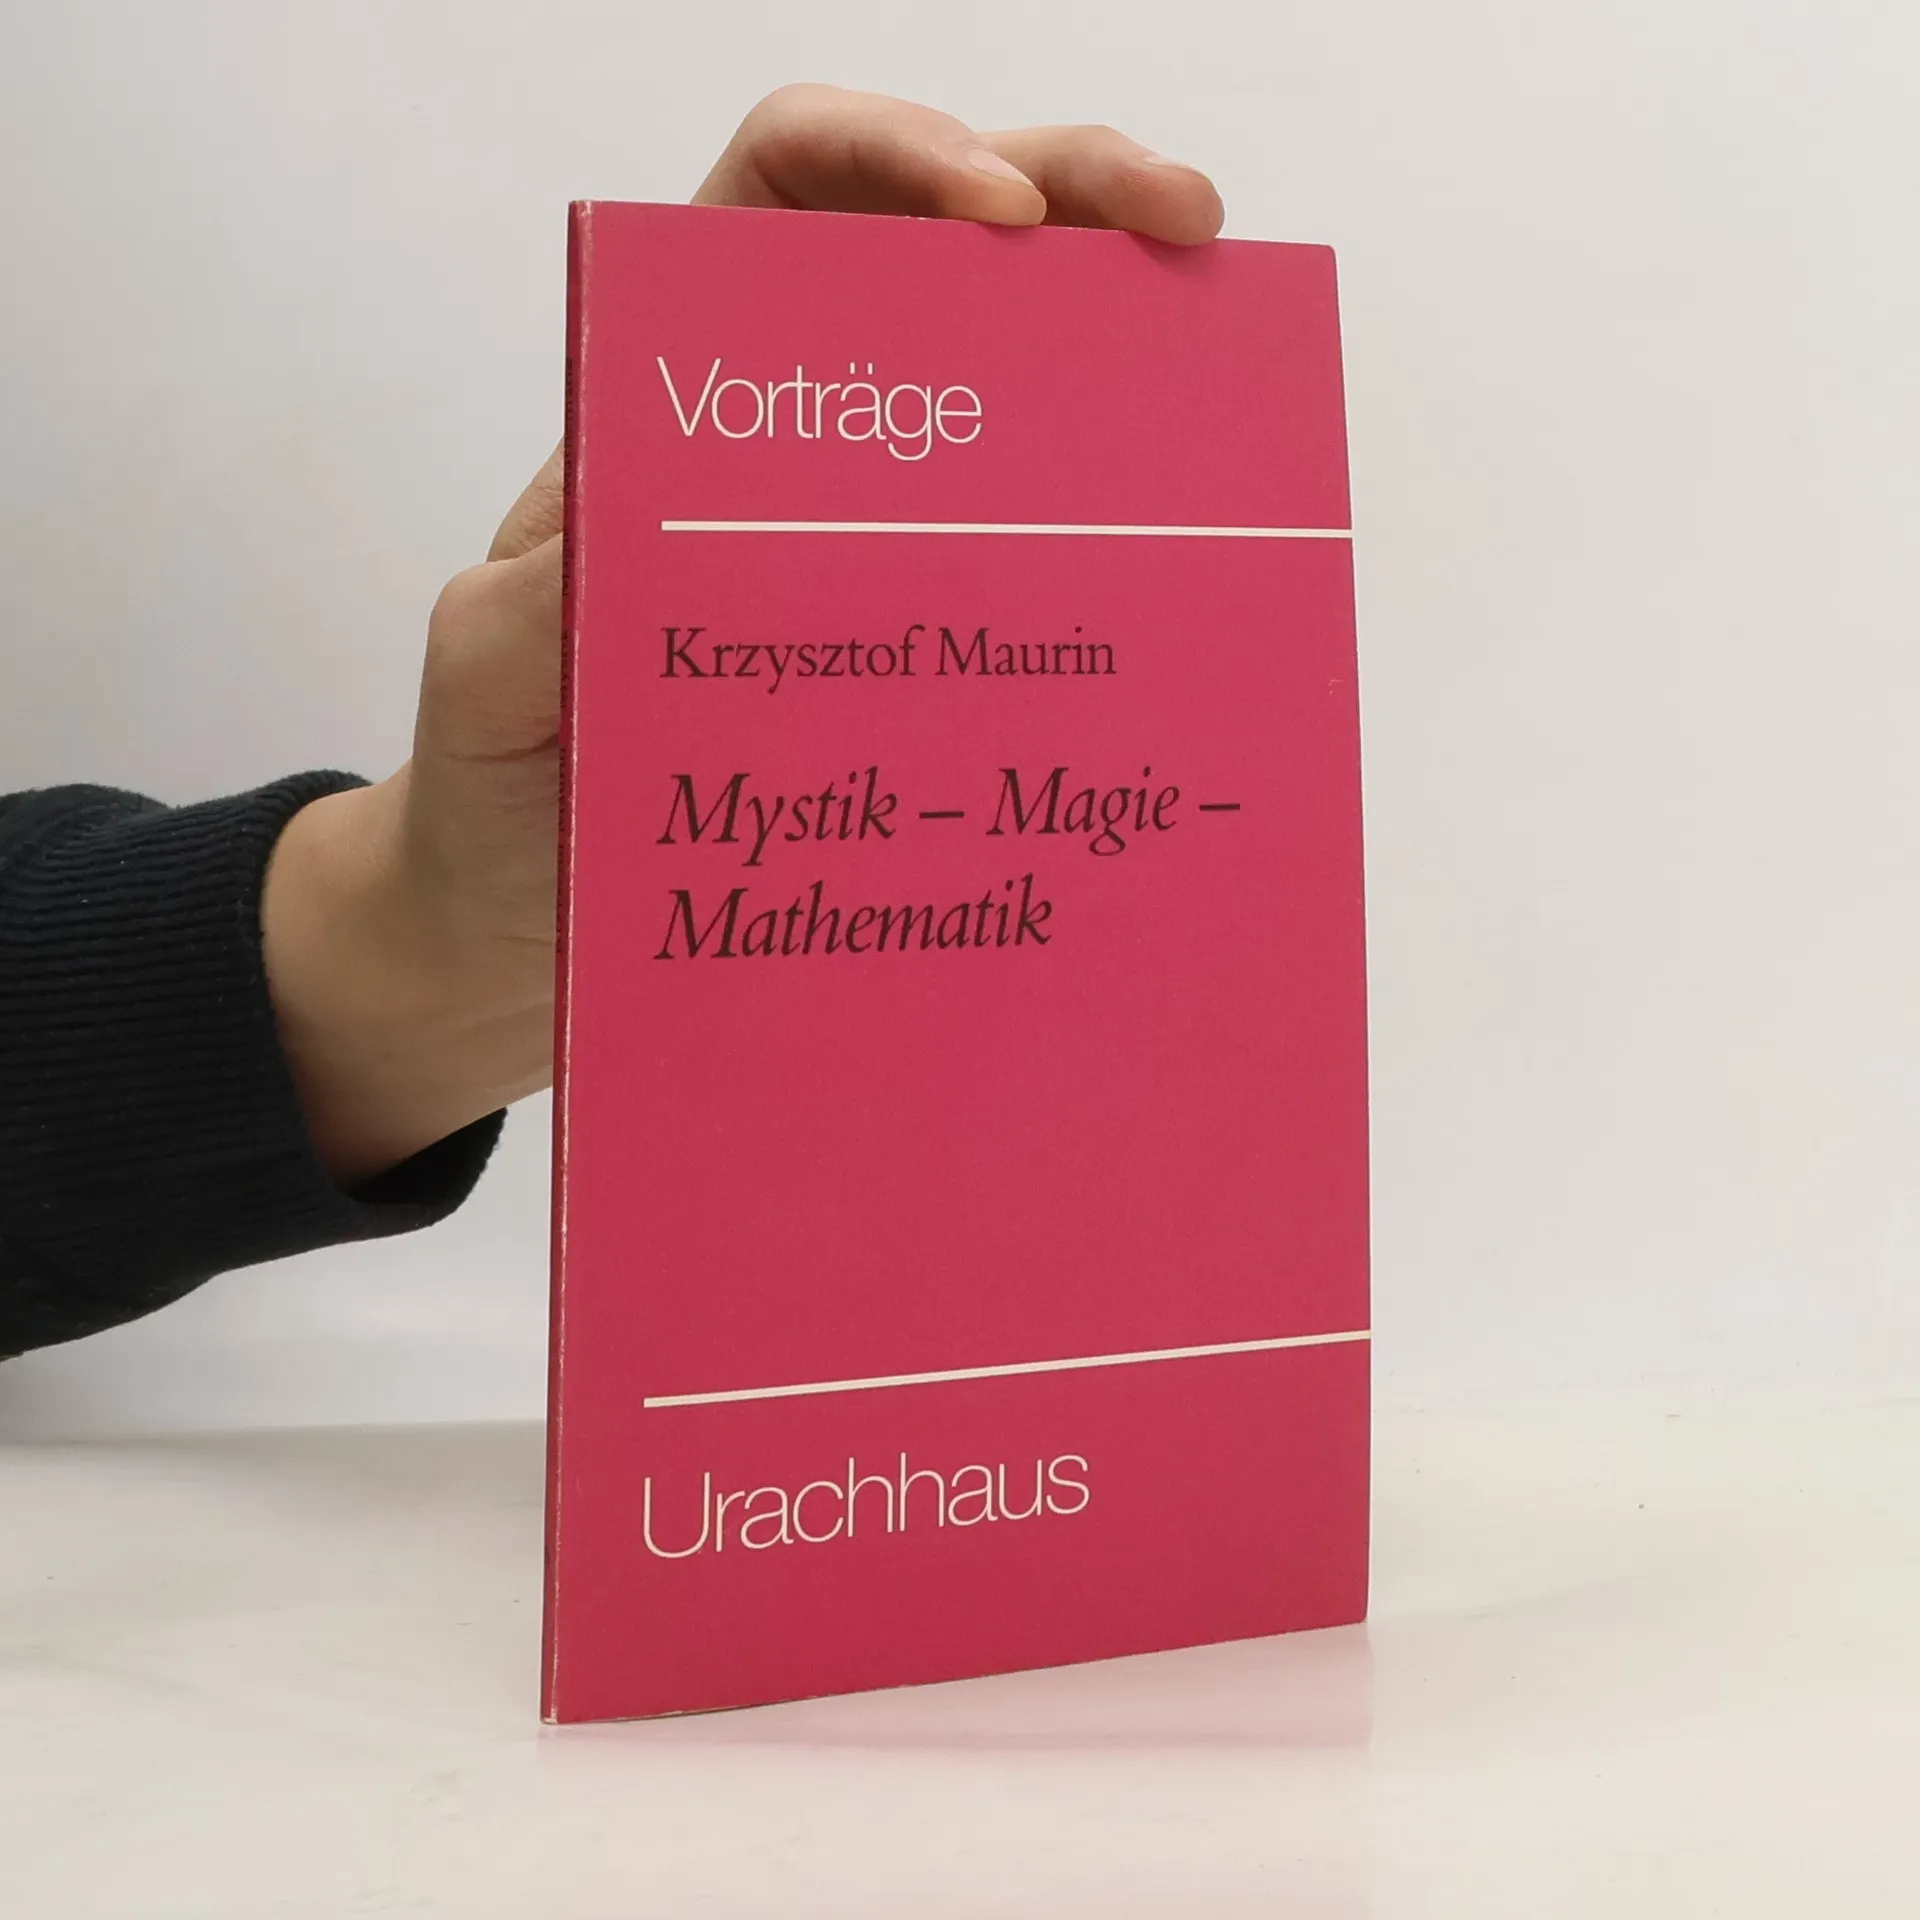 Vorträge
Krzysztof Maurin
Mystik – Magie –
Mathematik
Urachhaus